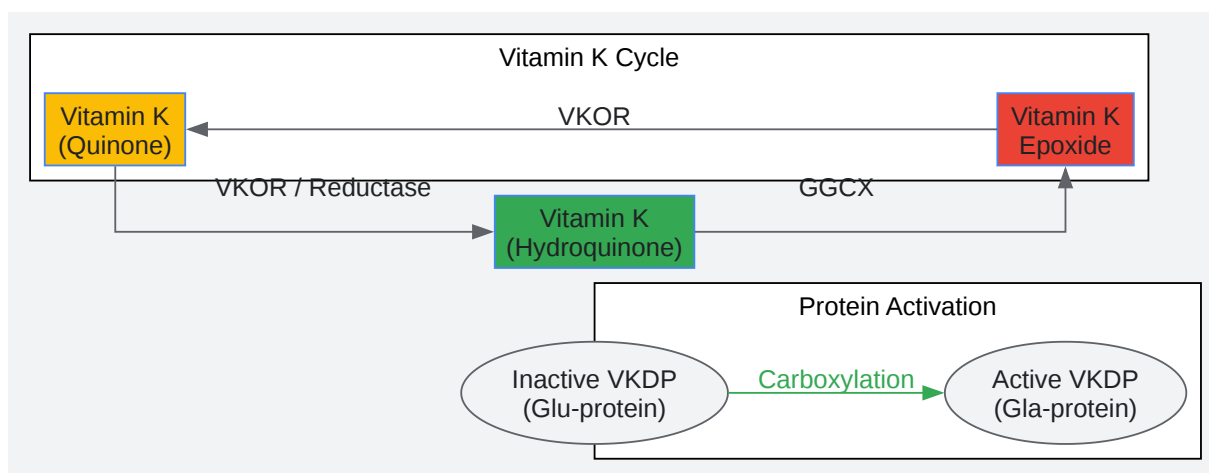 Vitamin K Cycle
Vitamin K
(Quinone)
VKOR
Vitamin K
Epoxide
VKOR / Reductase
GGCX
Vitamin K
(Hydroquinone)
Protein Activation
Inactive VKDP
(Glu-protein)
Carboxylation
Active VKDP
(Gla-protein)